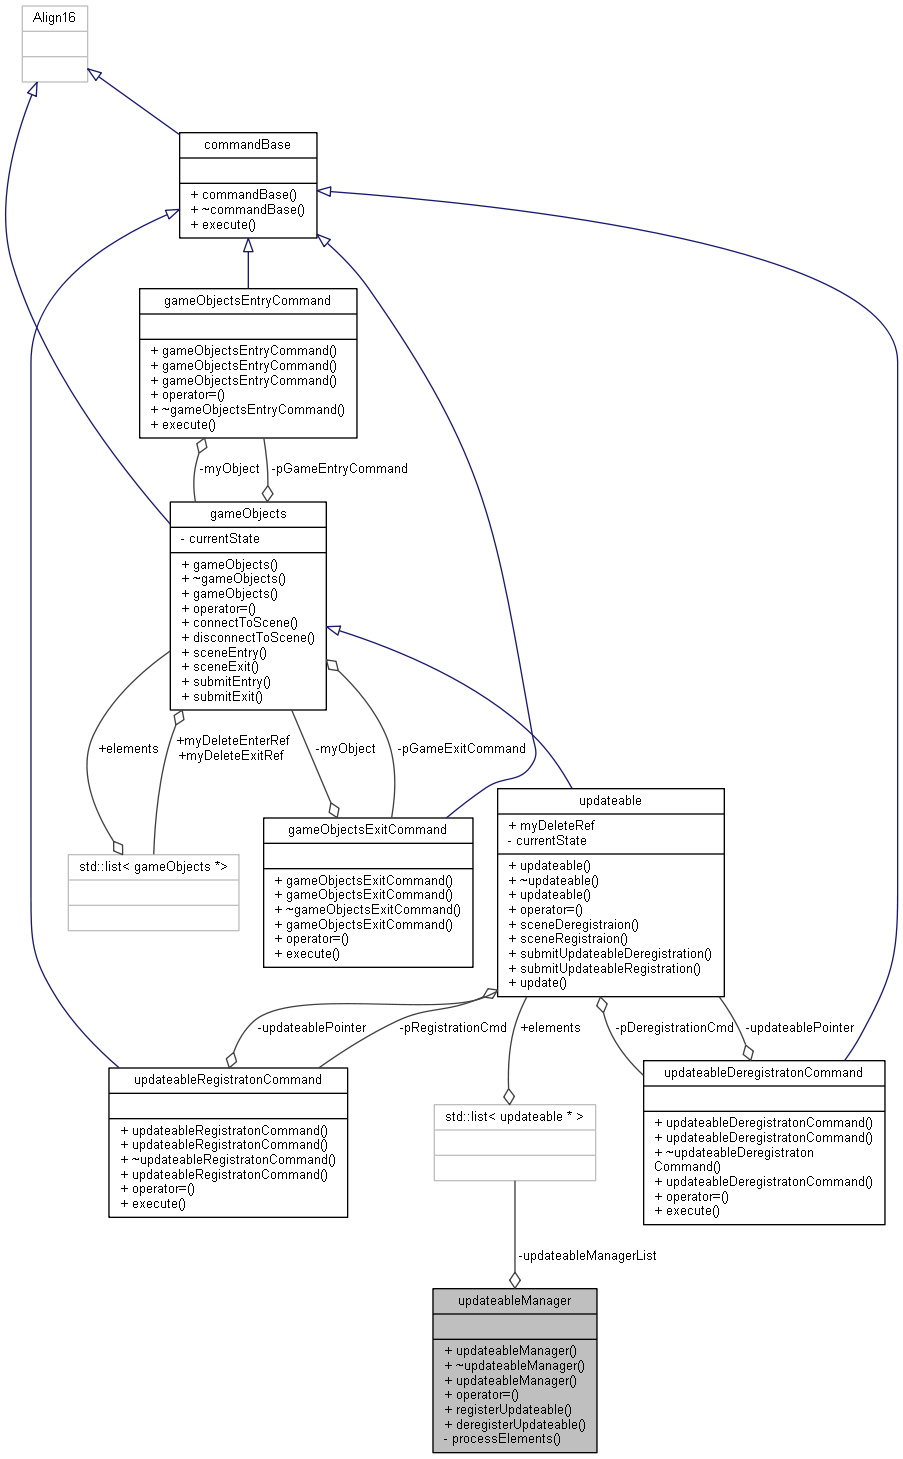 Align16
commandBase
+ commandBase()
+ ~commandBase()
+ execute()
gameObjectsEntryCommand
+ gameObjectsEntryCommand()
+ gameObjectsEntryCommand()
+ gameObjectsEntryCommand()
+ operator=()
+ ~gameObjectsEntryCommand()
+ execute()
-myObject
-pGameEntryCommand
gameObjects
- currentState
+ gameObjects()
+ ~gameObjects()
+ gameObjects()
+ operator=()
+ connectToScene()
+ disconnectToScene()
+ sceneEntry()
+ sceneExit()
+ submitEntry()
+ submitExit()
+elements
+myDeleteEnterRef
+myDeleteExitRef
-myObject
-pGameExitCommand
std::list< gameObjects *>
gameObjectsExitCommand
+ gameObjectsExitCommand()
+ gameObjectsExitCommand()
+ ~gameObjectsExitCommand()
+ gameObjectsExitCommand()
+ operator=()
+ execute()
updateable
+ myDeleteRef
- currentState
+ updateable()
+ ~updateable()
+ updateable()
+ operator=()
+ sceneDeregistraion()
+ sceneRegistraion()
+ submitUpdateableDeregistration()
+ submitUpdateableRegistration()
+ update()
-updateablePointer
-pRegistrationCmd
+elements
-pDeregistrationCmd
-updateablePointer
updateableRegistratonCommand
+ updateableRegistratonCommand()
+ updateableRegistratonCommand()
+ ~updateableRegistratonCommand()
+ updateableRegistratonCommand()
+ operator=()
+ execute()
std::list< updateable * >
updateableDeregistratonCommand
+ updateableDeregistratonCommand()
+ updateableDeregistratonCommand()
+ ~updateableDeregistraton
Command()
+ updateableDeregistratonCommand()
+ operator=()
+ execute()
-updateableManagerList
updateableManager
+ updateableManager()
+ ~updateableManager()
+ updateableManager()
+ operator=()
+ registerUpdateable()
+ deregisterUpdateable()
- processElements()